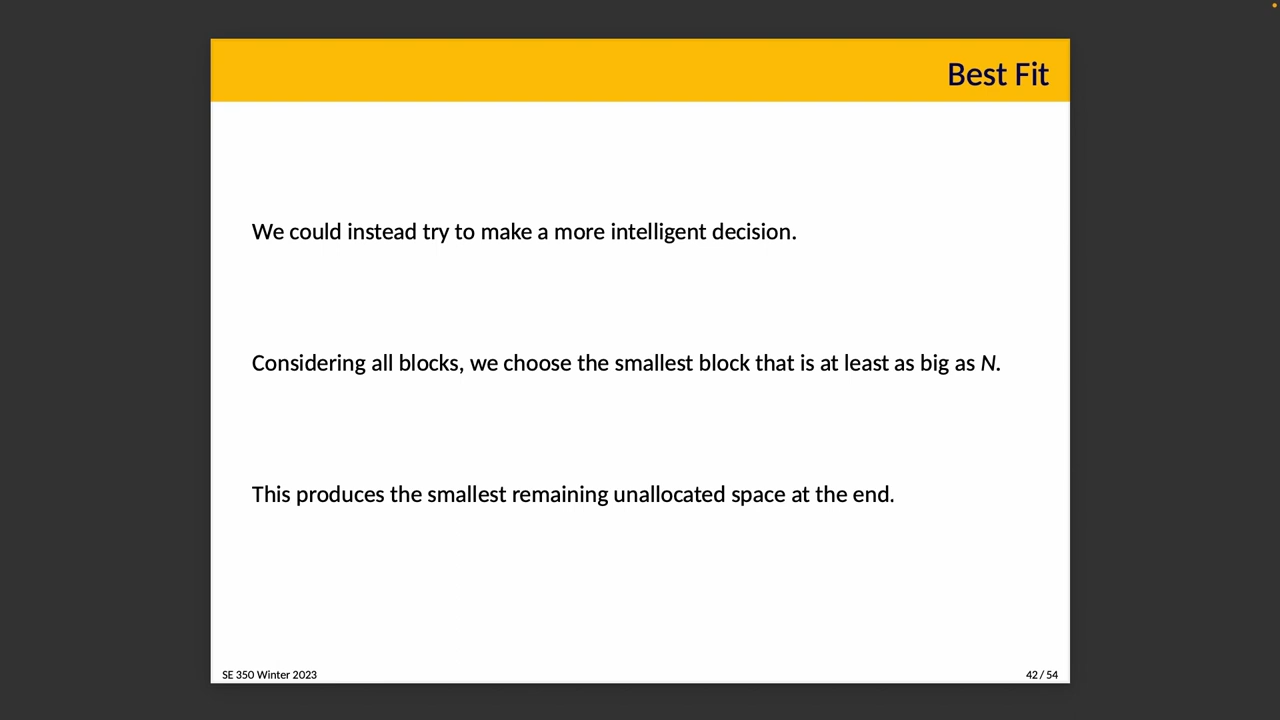 Best Fit
We could instead try to make a more intelligent decision.
Considering all blocks, we choose the smallest block that is at least as big as N.
This produces the smallest remaining unallocated space at the end.
SE 350 Winter 2023
42 / 54